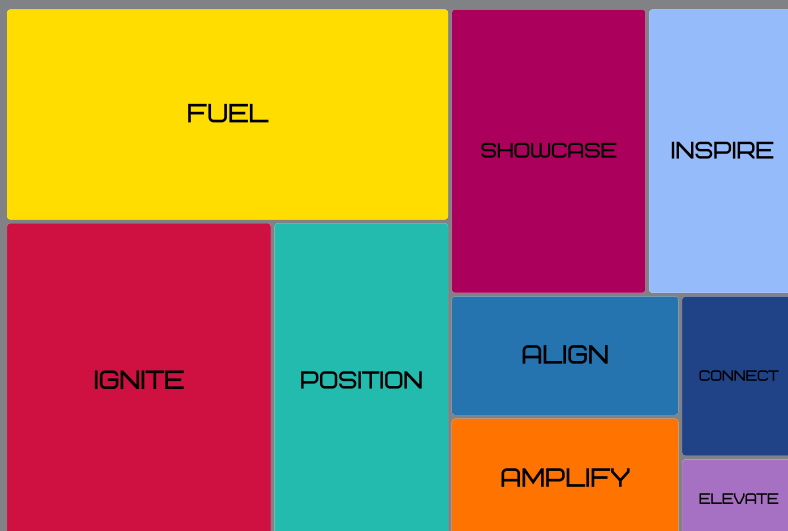 FUEL
SHOWCASE
INSPIRE
IGNITE
POSITION
ALIGN
CONNECT
AMPLIFY
ELEVATE